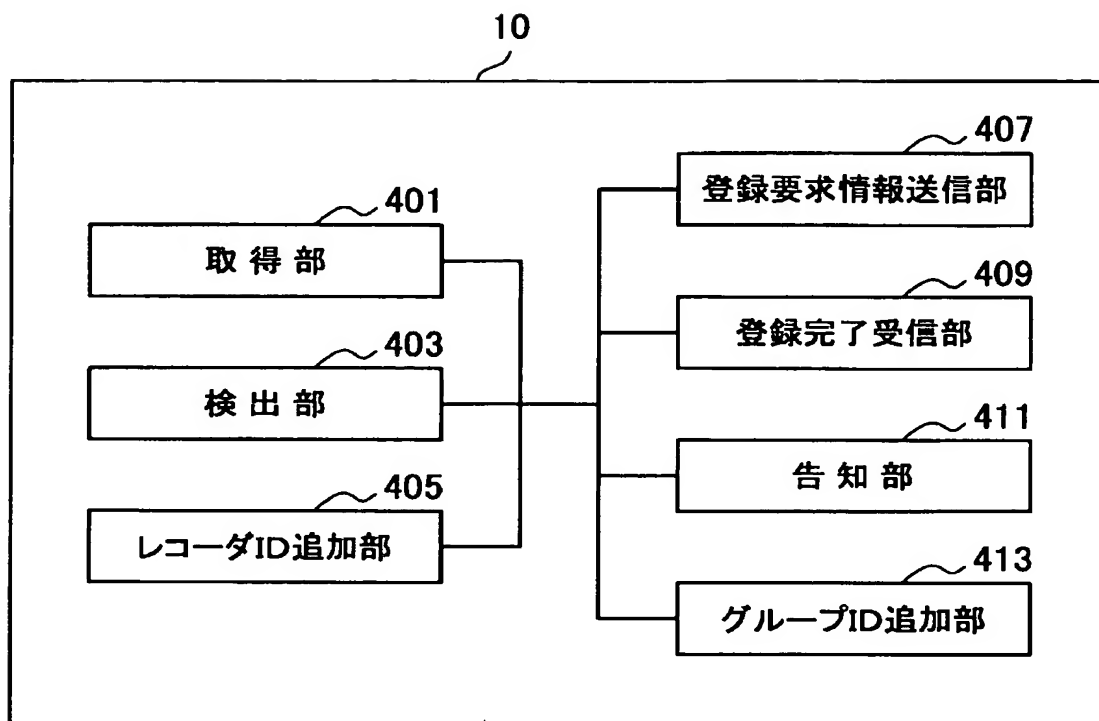 10
401
取得部
403
検出部
405
レコーダID追加部
407
登録要求情報送信部
409
登録完了受信部
411
告知部
413
グループID追加部